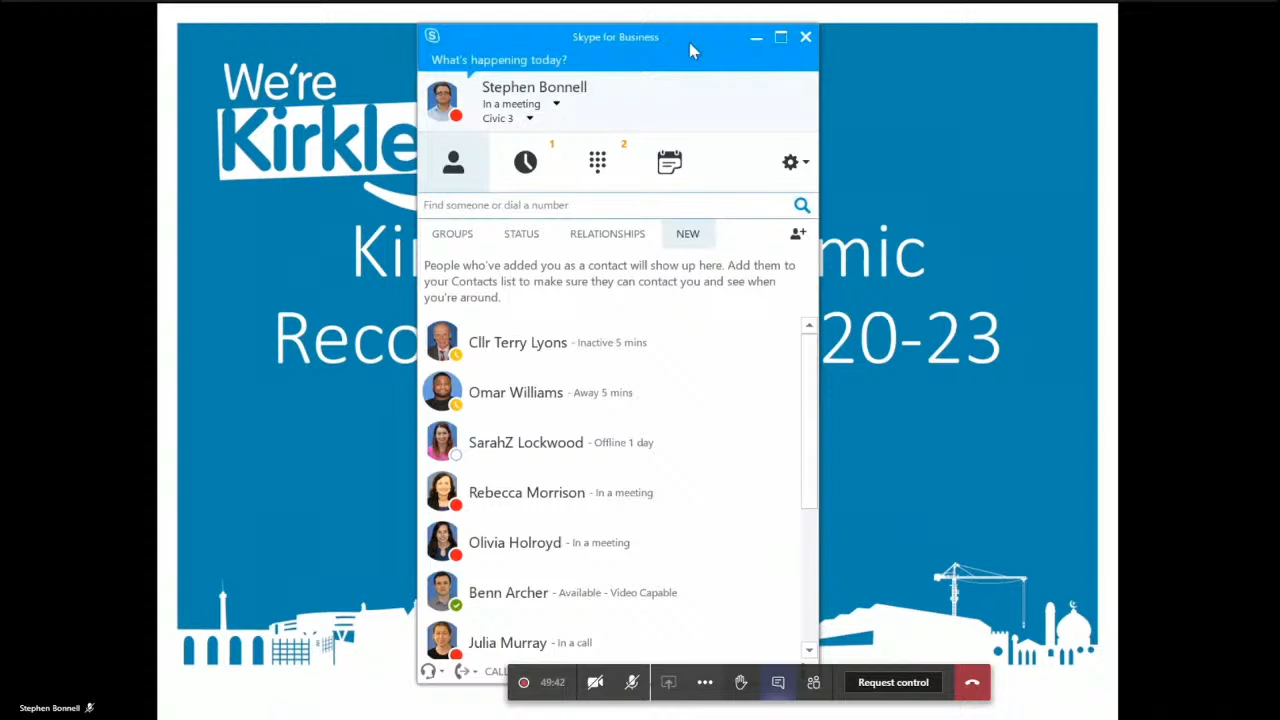 We're
Kirkle
Skype for Business
What's happening today?
Stephen Bonnell
In a meeting
Civic 3
1
2
Find someone or dial a number
GROUPS STATUS RELATIONSHIPS NEW
People who've added you as a contact will show up here. Add them to
your Contacts list to make sure they can contact you and see when
you're around.
Ki mic
Reco 20-23
Cllr Terry Lyons - Inactive 5 mins
Omar Williams - Away 5 mins
SarahZ Lockwood - Offline 1 day
Rebecca Morrison - In a meeting
Olivia Holroyd - In a meeting
Benn Archer - Available - Video Capable
Julia Murray - In a call
CAL
49:42
Request control
Stephen Bonnell